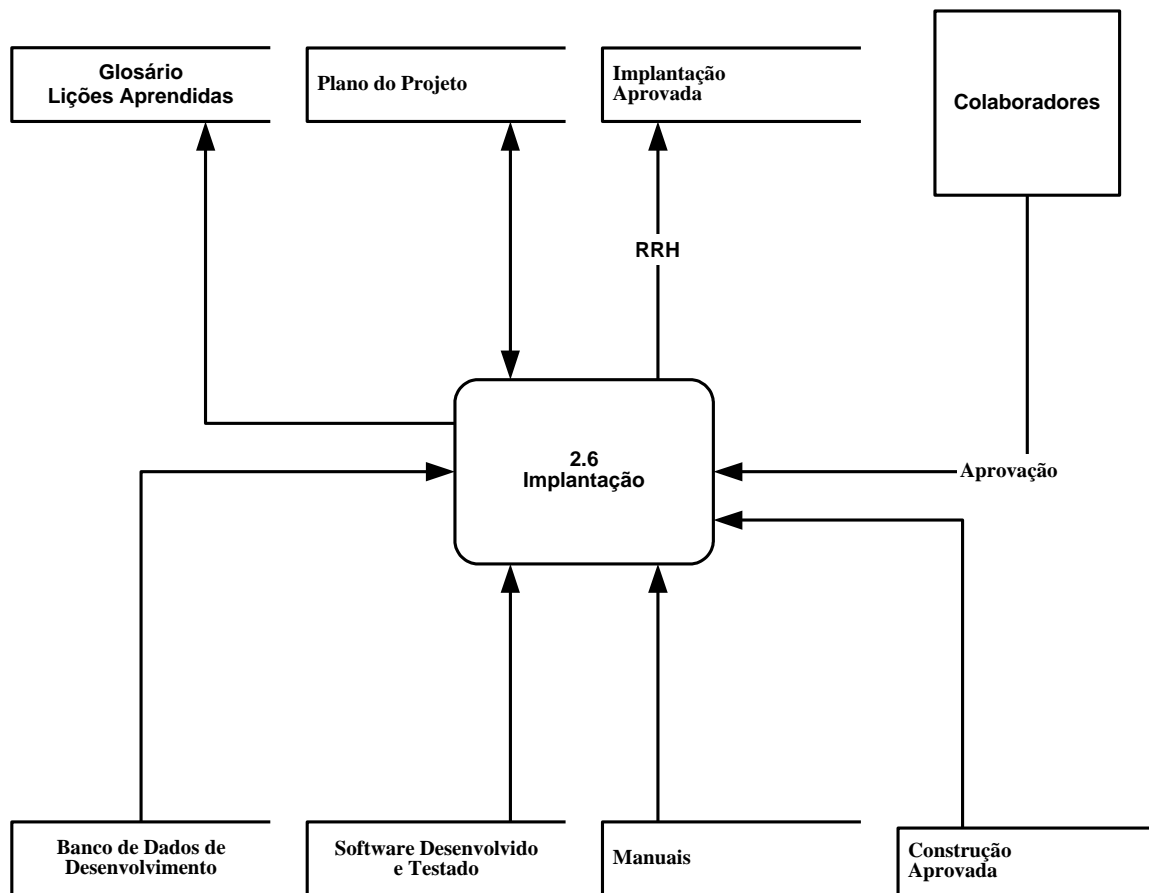 Glosário
Lições Aprendidas
Plano do Projeto
Implantação
Aprovada
Colaboradores
RRH
2.6
Implantação
Aprovação
Banco de Dados de
Desenvolvimento
Software Desenvolvido
e Testado
Manuais
Construção
Aprovada